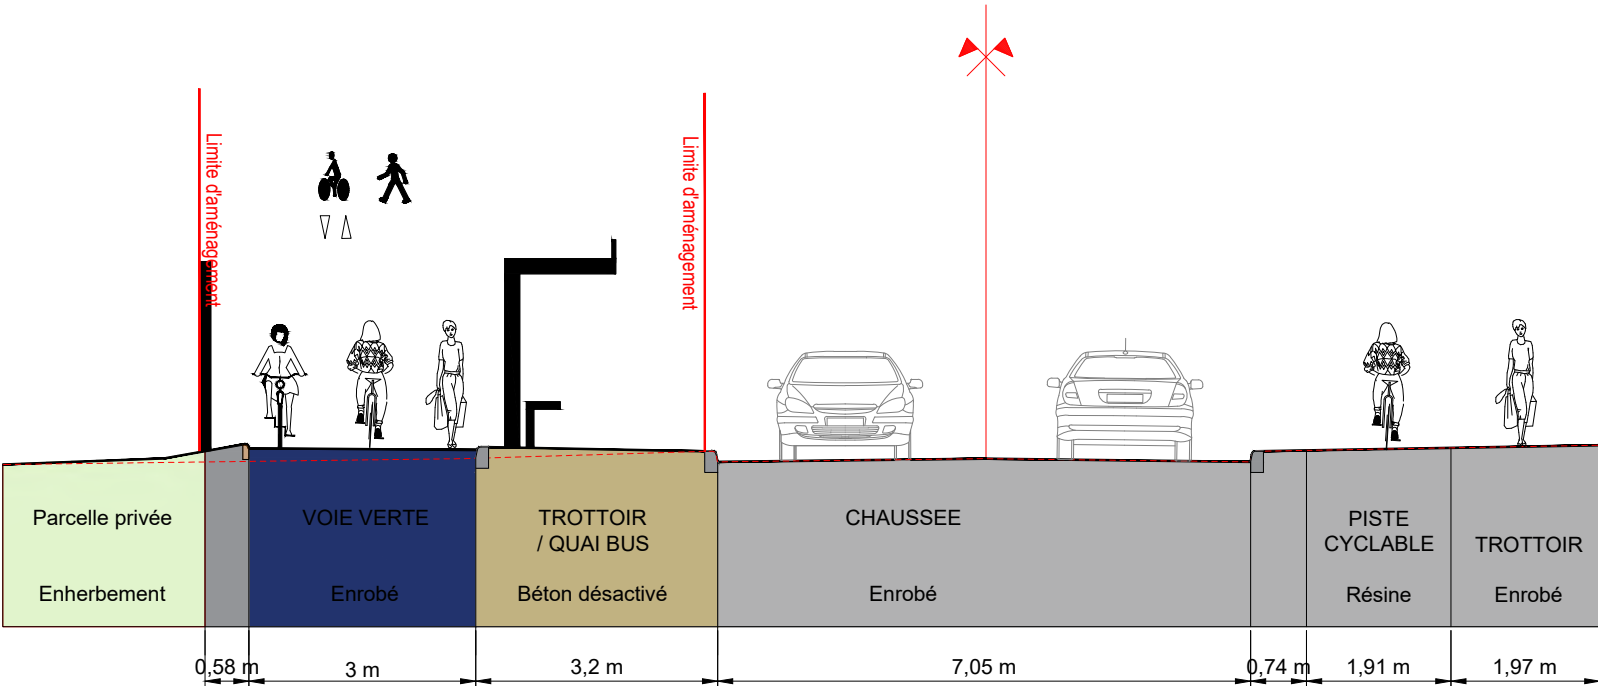 Limite d'aménagement
Limite d'aménagement
Parcelle privée
Enherbement
VOIE VERTE
Enrobé
TROTTOIR
/ QUAI BUS
Béton désactivé
CHAUSSEE
Enrobé
PISTE
CYCLABLE
Résine
TROTTOIR
Enrobé
0,58 m
3 m
3,2 m
7,05 m
0,74 m
1,91 m
1,97 m